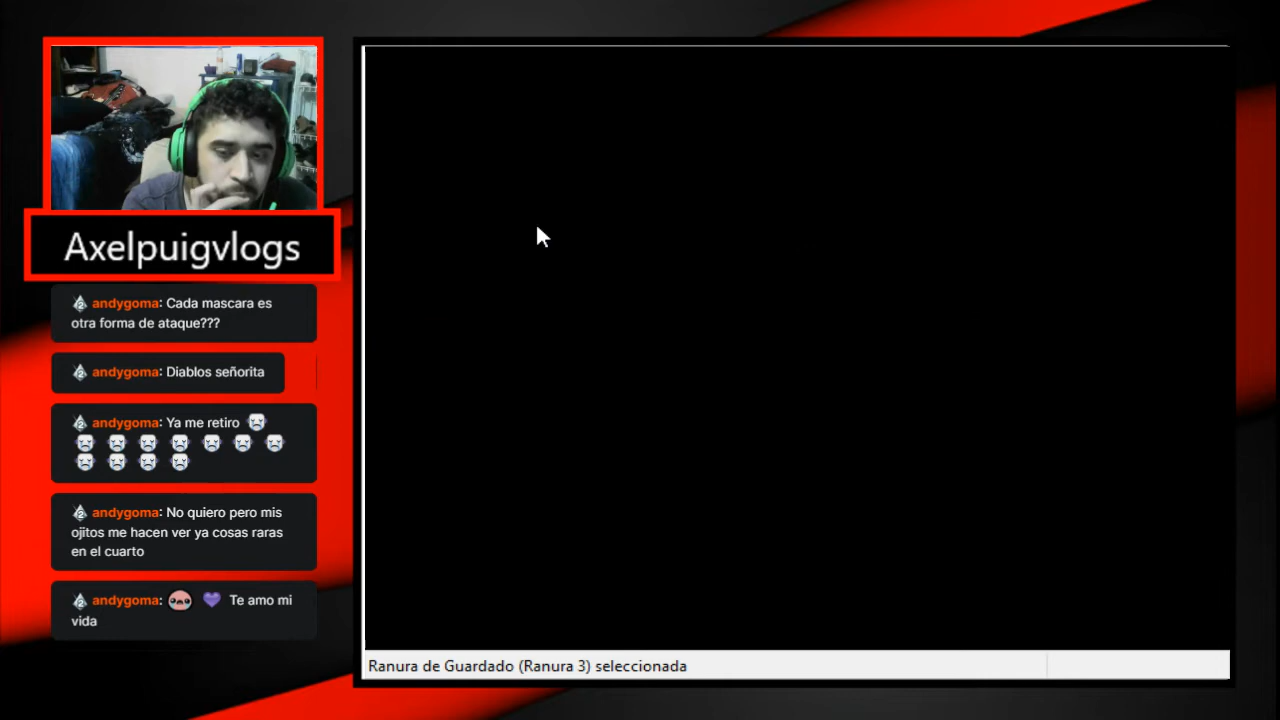 Axelpuigvlogs
andygoma: Cada mascara es
otra forma de ataque???
andygoma: Diablos señorita
andygoma: Ya me retiro
andygoma: No quiero pero mis
ojitos me hacen ver ya cosas raras
en el cuarto
andygoma: Te amo mi
vida
Ranura de Guardado (Ranura 3) seleccionada